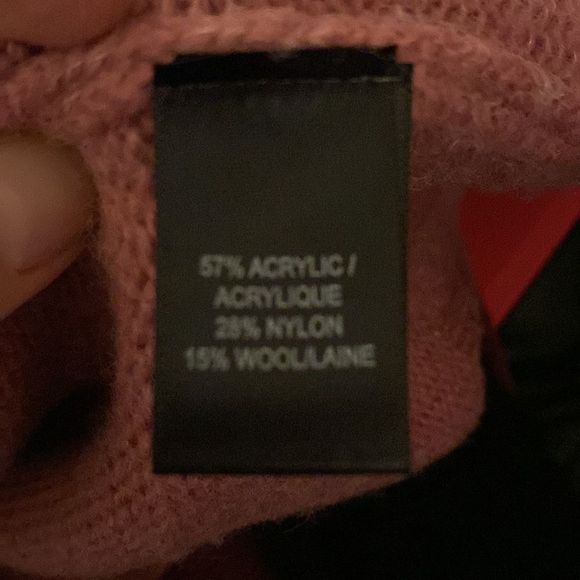 57% ACRYLIC /
ACRYLIQUE
28% NYLON
15% WOOL/LAINE